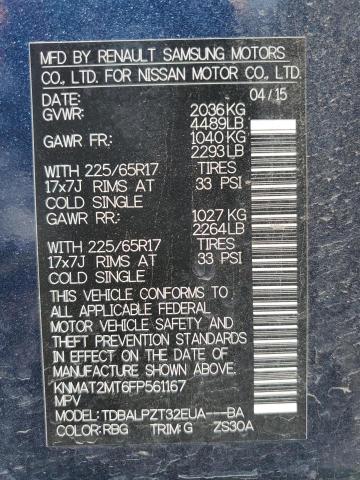 MFD BY RENAULT SAMSUNG MOTORS
CO., LTD. FOR NISSAN MOTOR CO., LTD.
DATE: 04/15
GVWR: 2036KG
4489LB
GAWR FR: 1040 KG
2293LB
WITH 225/65R17 TIRES
17x7J RIMS AT 33 PSI
COLD SINGLE
GAWR RR: 1027 KG
2264LB
WITH 225/65R17 TIRES
17x7J RIMS AT 33 PSI
COLD SINGLE
THIS VEHICLE CONFORMS TO
ALL APPLICABLE FEDERAL
MOTOR VEHICLE SAFETY AND
THEFT PREVENTION STANDARDS
IN EFFECT ON THE DATE OF
MANUFACTURE SHOWN ABOVE.
KNMAT2MT6FP561167
MPV
MODEL: TDBALPZT32EUA---BA
COLOR: RBG TRIM: G ZS30A